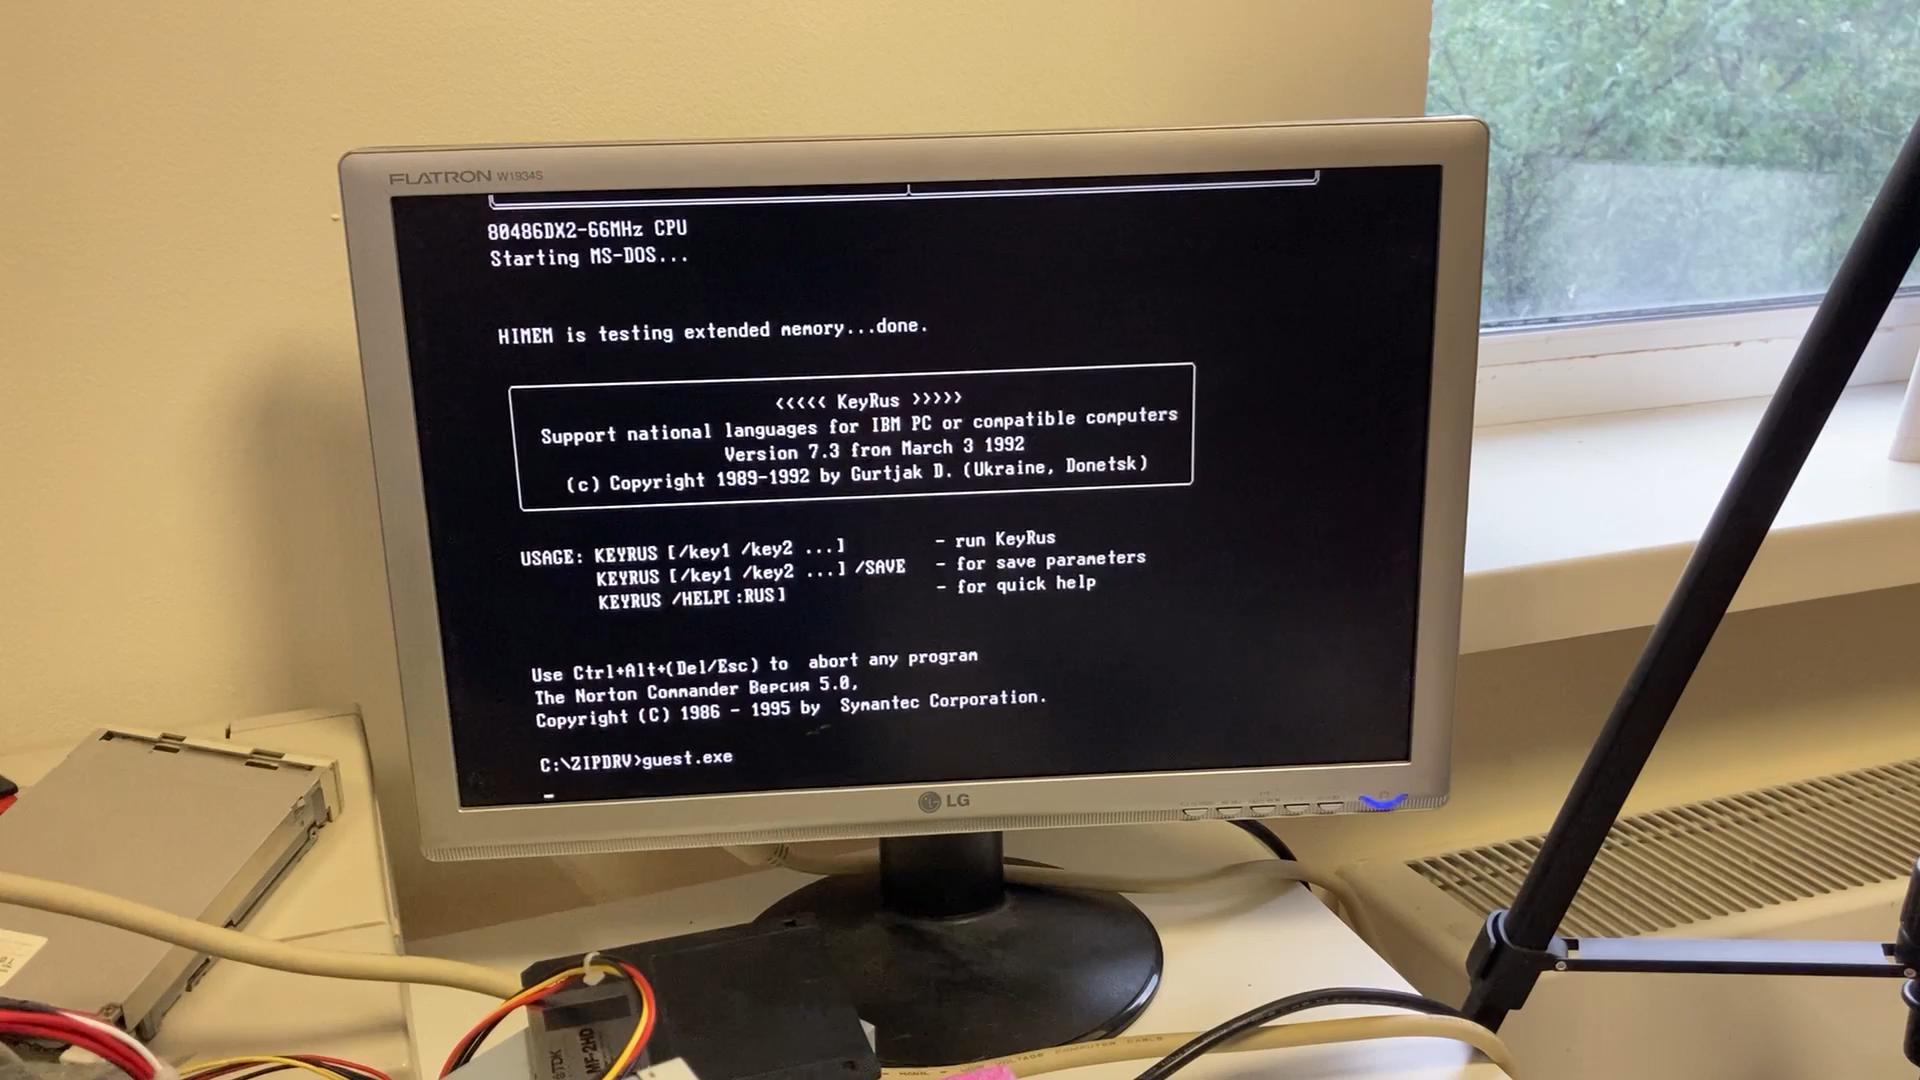 FLATRON W1934S
80486DX2-66MHz CPU
Starting MS-DOS...
HIMEM is testing extended memory...done.
<<<<< KeyRus >>>>>
Support national languages for IBM PC or compatible computers
Version 7.3 from March 3 1992
(c) Copyright 1989-1992 by Gurtjak D. (Ukraine, Donetsk)
USAGE: KEYRUS [/key1 /key2 ...] - run KeyRus
KEYRUS [/key1 /key2 ...] /SAVE - for save parameters
KEYRUS /HELP[:RUS] - for quick help
Use Ctrl+Alt+(Del/Esc) to abort any program
The Norton Commander Версия 5.0,
Copyright (C) 1986 - 1995 by Symantec Corporation.
C:\ZIPDRV>guest.exe
LG
TDK
MF-2HD